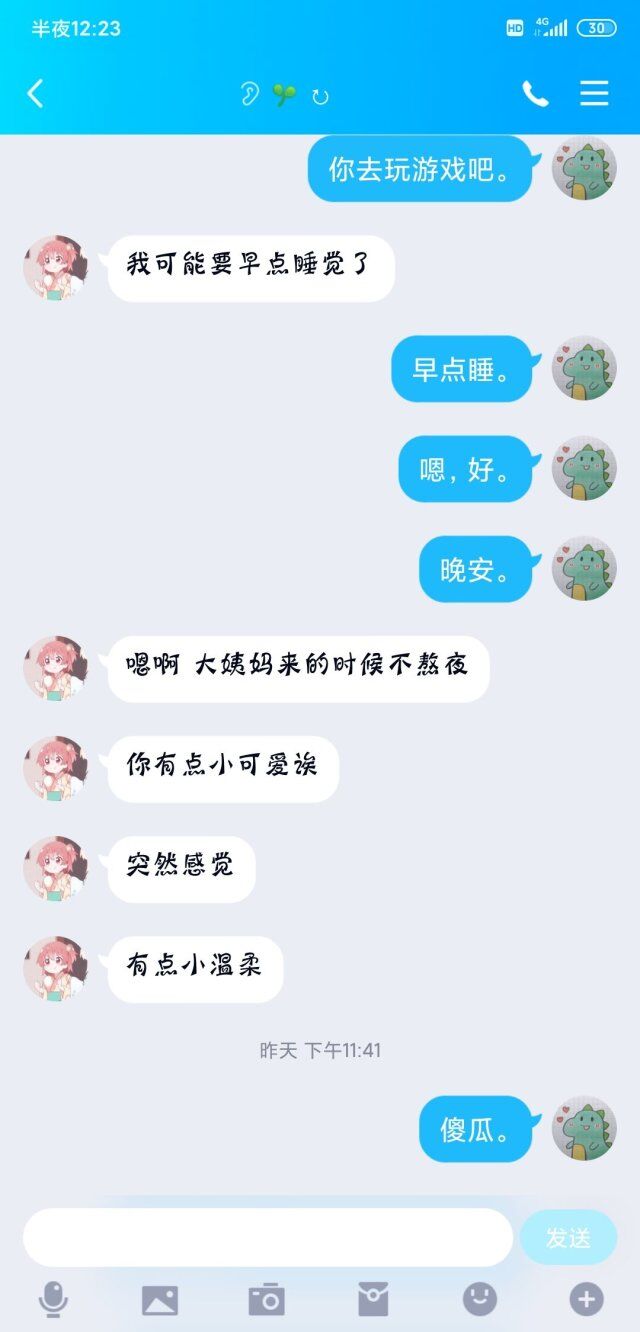 半夜12:23
HD 4G 30
你去玩游戏吧。
我可能要早点睡觉了
早点睡。
嗯，好。
晚安。
嗯啊 大姨妈来的时候不熬夜
你有点小可爱诶
突然感觉
有点小温柔
昨天 下午11:41
傻瓜。
发送